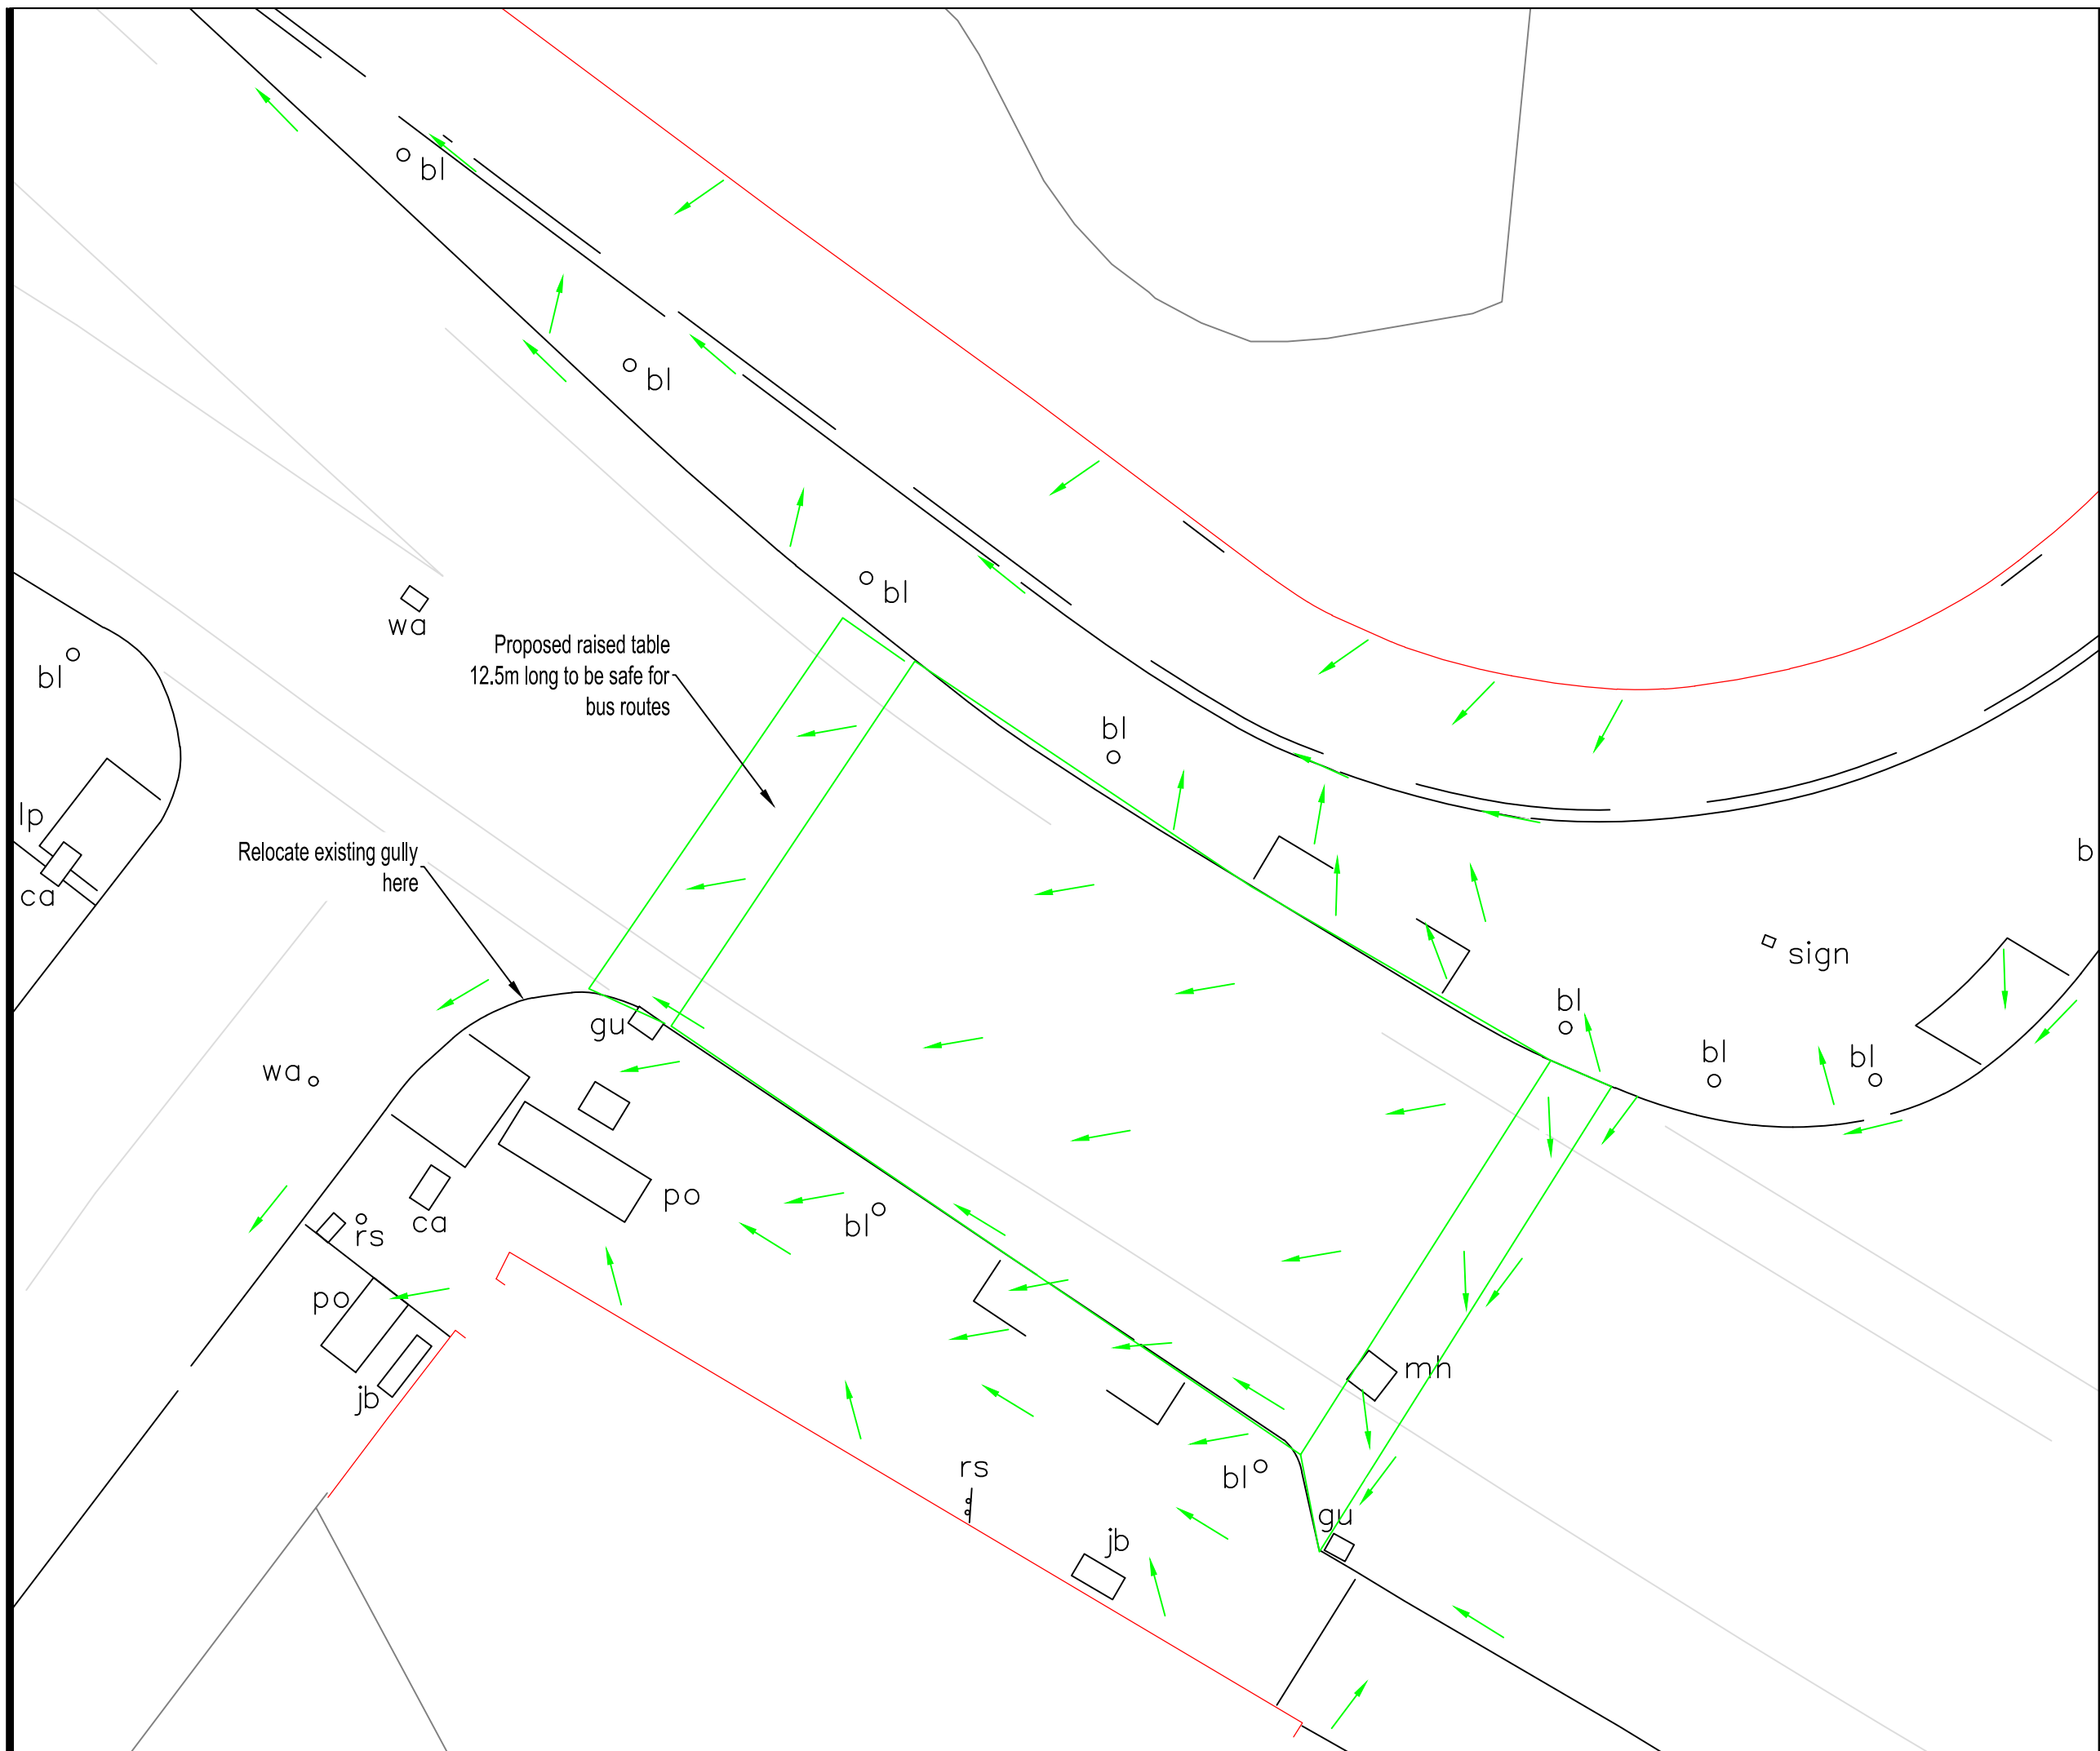 bl
bl
bl
wa
Proposed raised table
12.5m long to be safe for
bus routes
bl
bl
lp
ca
Relocate existing gully
here
b
sign
bl
gu
bl
bl
wa
po
bl
ca
rs
po
mh
jb
rs
bl
gu
jb